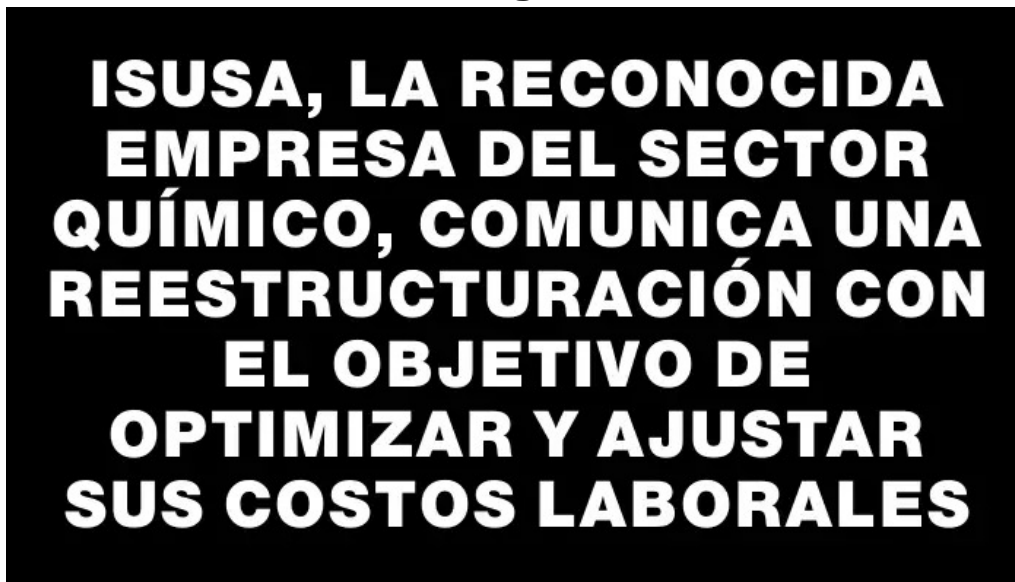 ISUSA, LA RECONOCIDA
EMPRESA DEL SECTOR
QUÍMICO, COMUNICA UNA
REESTRUCTURACIÓN CON
EL OBJETIVO DE
OPTIMIZAR Y AJUSTAR
SUS COSTOS LABORALES